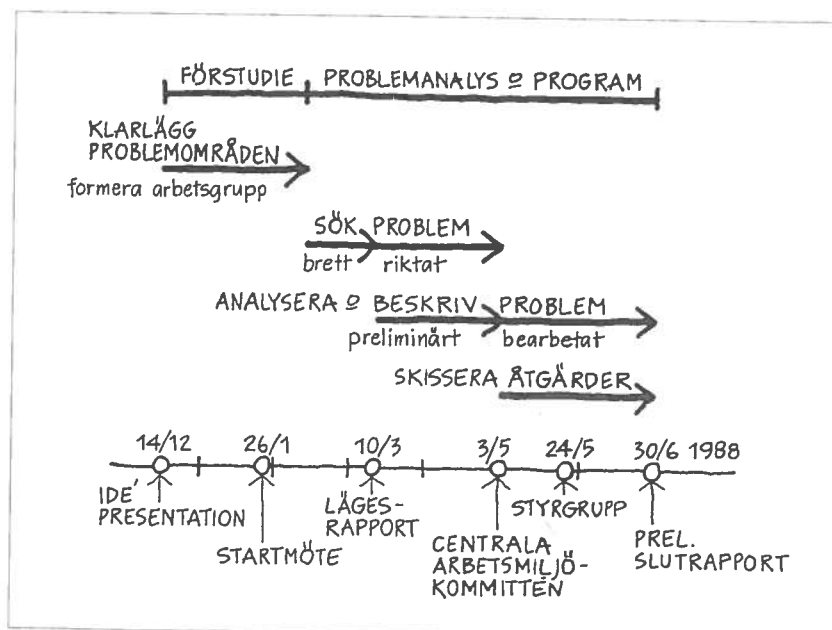 FÖRSTUDIE PROBLEMANALYS o PROGRAM
KLARLÄGG
PROBLEMOMRÅDEN
formera arbetsgrupp
SÖK PROBLEM
brett riktat
ANALYSERA o BESKRIV PROBLEM
preliminärt bearbetat
SKISSERA ÅTGÄRDER
14/12 26/1 10/3 3/5 24/5 30/6 1988
IDÉ
PRESENTATION
STARTMÖTE
LÄGES-
RAPPORT
CENTRALA
ARBETSMILJÖ-
KOMMITTÉN
STYRGRUPP
PREL.
SLUTRAPPORT